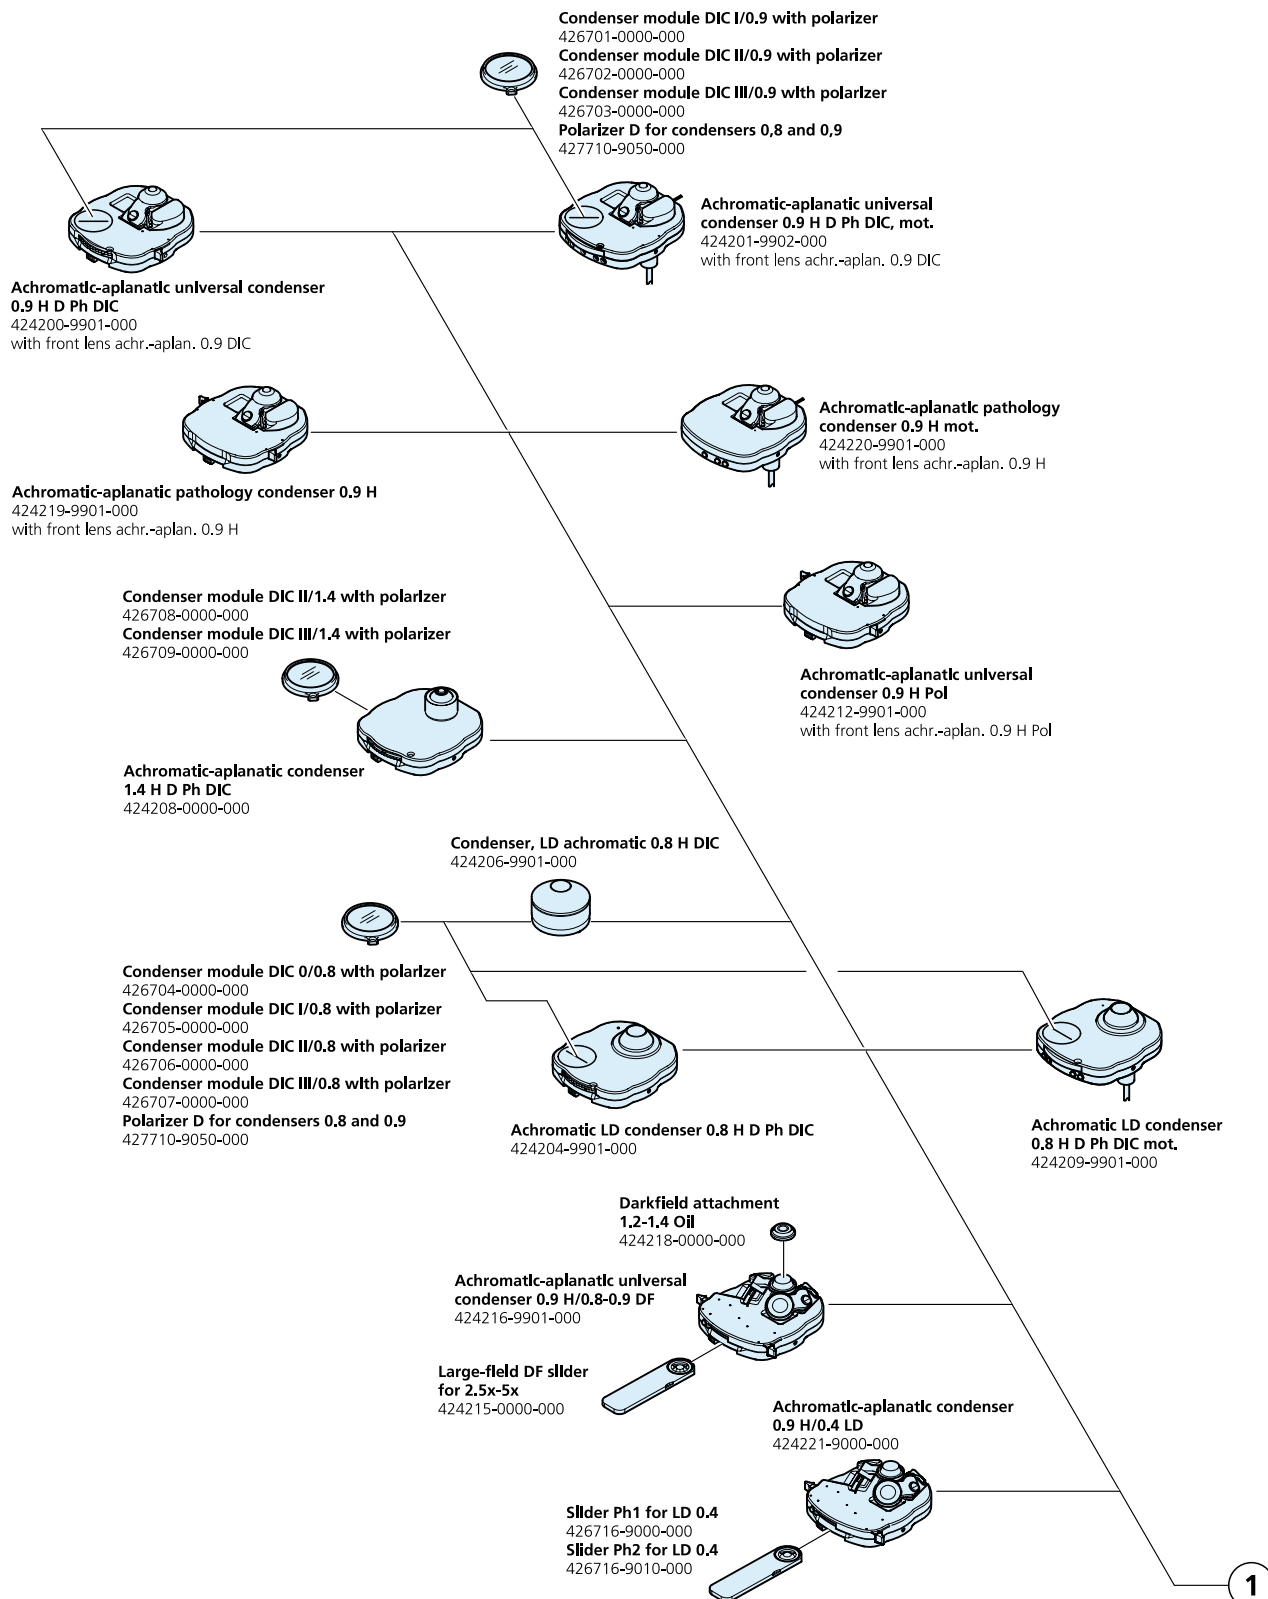 Condenser module DIC I/0.9 with polarizer
426701-0000-000
Condenser module DIC II/0.9 with polarizer
426702-0000-000
Condenser module DIC III/0.9 with polarizer
426703-0000-000
Polarizer D for condensers 0,8 and 0,9
427710-9050-000
Achromatic-aplanatic universal
condenser 0.9 H D Ph DIC, mot.
424201-9902-000
with front lens achr.-aplan. 0.9 DIC
Achromatic-aplanatic universal condenser
0.9 H D Ph DIC
424200-9901-000
with front lens achr.-aplan. 0.9 DIC
Achromatic-aplanatic pathology
condenser 0.9 H mot.
424220-9901-000
with front lens achr.-aplan. 0.9 H
Achromatic-aplanatic pathology condenser 0.9 H
424219-9901-000
with front lens achr.-aplan. 0.9 H
Condenser module DIC II/1.4 with polarizer
426708-0000-000
Condenser module DIC III/1.4 with polarizer
426709-0000-000
Achromatic-aplanatic universal
condenser 0.9 H Pol
424212-9901-000
with front lens achr.-aplan. 0.9 H Pol
Achromatic-aplanatic condenser
1.4 H D Ph DIC
424208-0000-000
Condenser, LD achromatic 0.8 H DIC
424206-9901-000
Condenser module DIC 0/0.8 with polarizer
426704-0000-000
Condenser module DIC I/0.8 with polarizer
426705-0000-000
Condenser module DIC II/0.8 with polarizer
426706-0000-000
Condenser module DIC III/0.8 with polarizer
426707-0000-000
Polarizer D for condensers 0.8 and 0.9
427710-9050-000
Achromatic LD condenser 0.8 H D Ph DIC
424204-9901-000
Achromatic LD condenser
0.8 H D Ph DIC mot.
424209-9901-000
Darkfield attachment
1.2-1.4 Oil
424218-0000-000
Achromatic-aplanatic universal
condenser 0.9 H/0.8-0.9 DF
424216-9901-000
Large-field DF slider
for 2.5x-5x
424215-0000-000
Achromatic-aplanatic condenser
0.9 H/0.4 LD
424221-9000-000
Slider Ph1 for LD 0.4
426716-9000-000
Slider Ph2 for LD 0.4
426716-9010-000
1